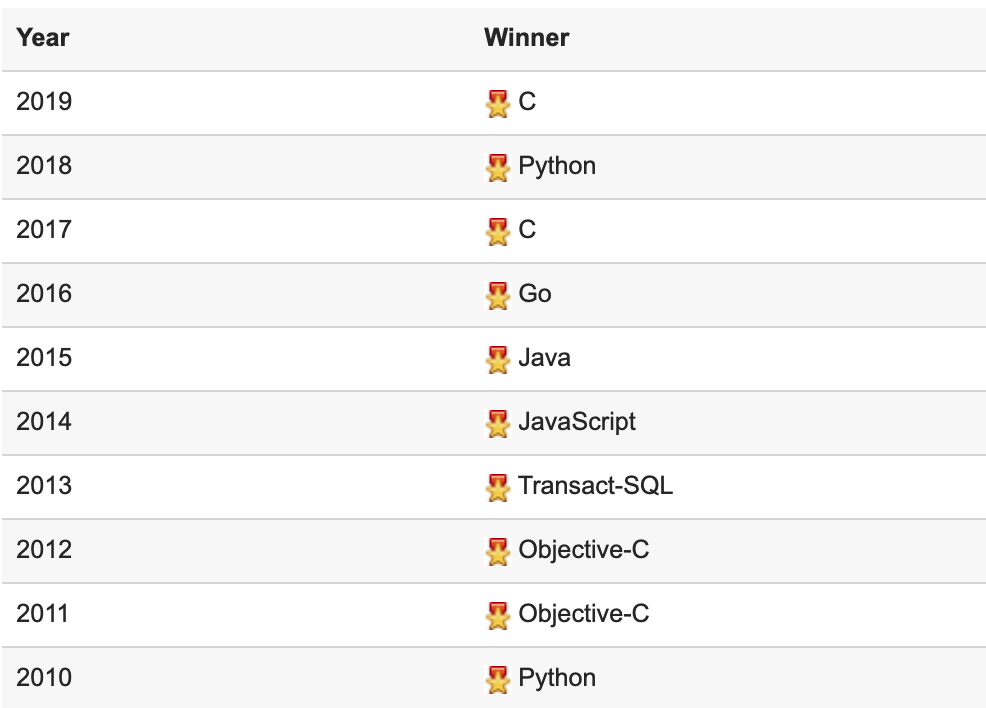 Year Winner
2019 C
2018 Python
2017 C
2016 Go
2015 Java
2014 JavaScript
2013 Transact-SQL
2012 Objective-C
2011 Objective-C
2010 Python